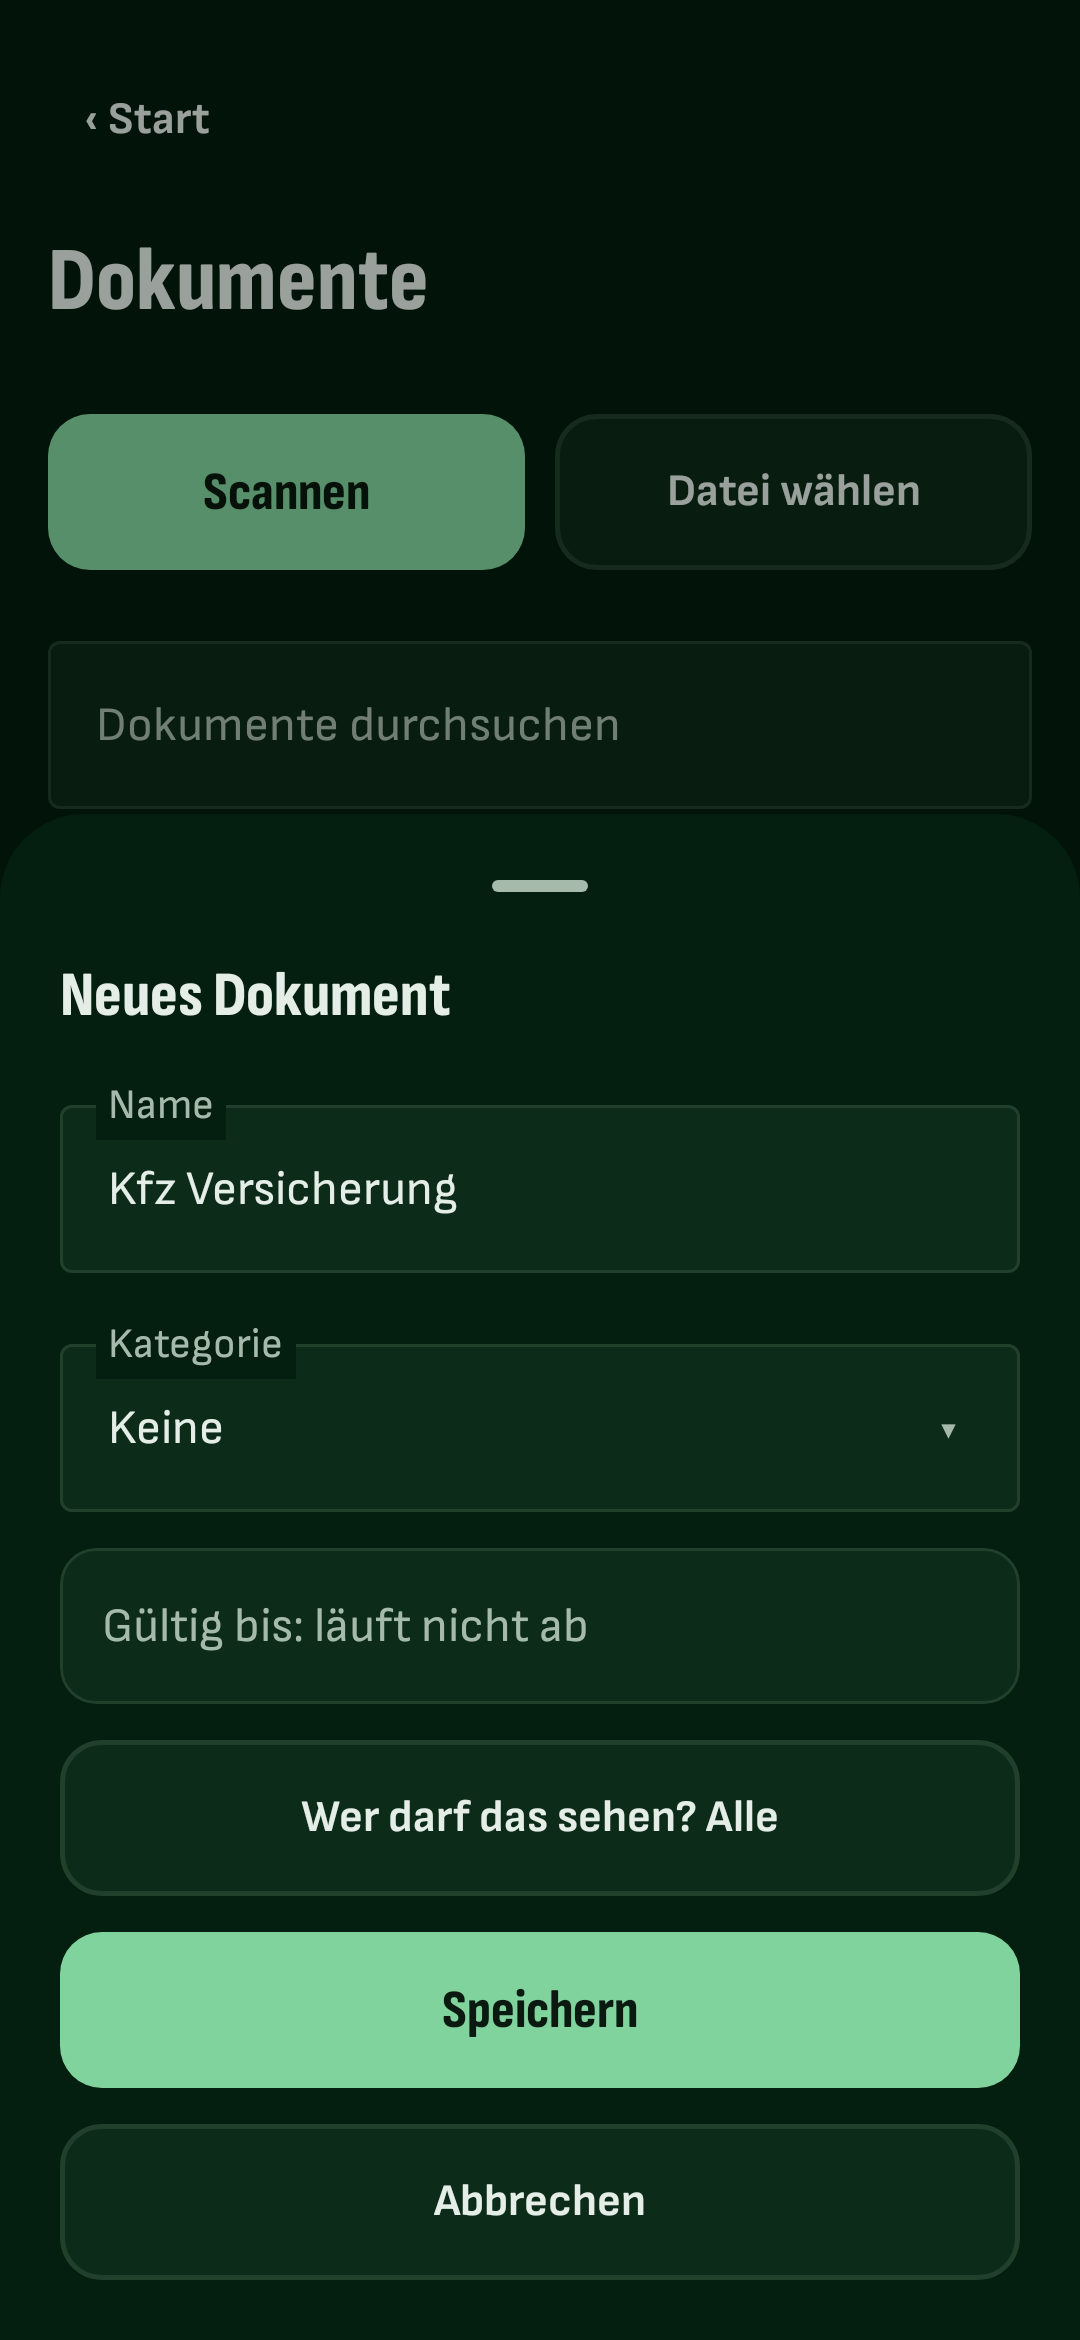 ‹ Start
Dokumente
Scannen
Datei wählen
Dokumente durchsuchen
Neues Dokument
Name
Kfz Versicherung
Kategorie
Keine ▾
Gültig bis: läuft nicht ab
Wer darf das sehen? Alle
Speichern
Abbrechen